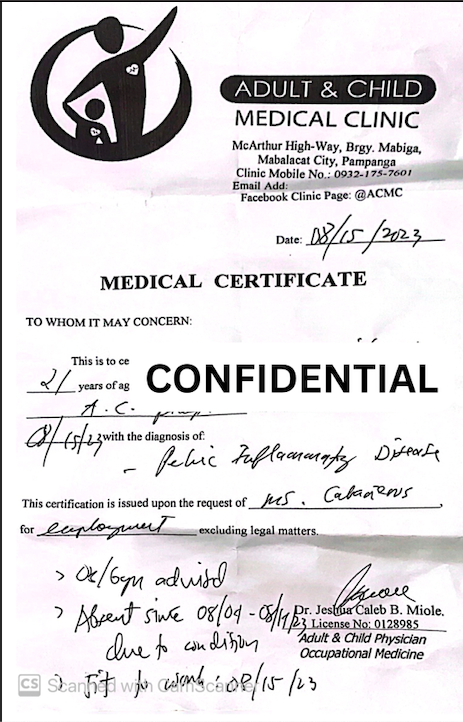 ADULT & CHILD
MEDICAL CLINIC
McArthur High-Way, Brgy. Mabiga,
Mabalacat City, Pampanga
Clinic Mobile No.: 0932-175-7601
Email Add:
Facebook Clinic Page: @ACMC
Date: 08/15/2023
MEDICAL CERTIFICATE
TO WHOM IT MAY CONCERN:
This is to ce
CONFIDENTIAL
21 years of ag
A.C.
08/15/23 with the diagnosis of:
- Pelvic Inflammatory Disease
This certification is issued upon the request of Ms.
for employment excluding legal matters.
> Ob/Gyn advised
> Absent since 08/09 - 08/14/23
due to condition
> Fit to work: 08/15/23
Dr. Jeshua Caleb B. Miole.
License No: 0128985
Adult & Child Physician
Occupational Medicine
CS Scanned with CamScanner